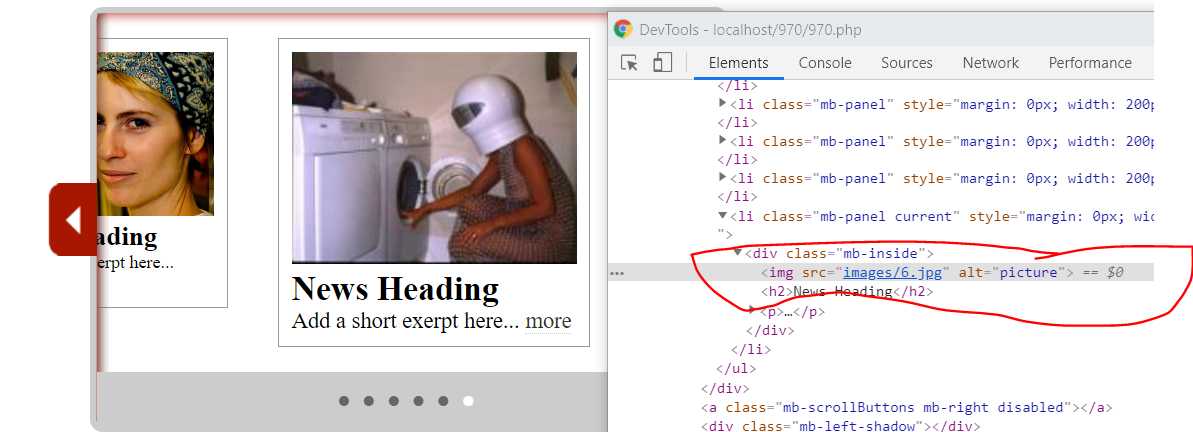 ading
erpt here...
News Heading
Add a short exerpt here... more
DevTools - localhost/970/970.php
Elements Console Sources Network Performance
</li>
▶<li class="mb-panel" style="margin: 0px; width: 200p
</li>
▶<li class="mb-panel" style="margin: 0px; width: 200p
</li>
▶<li class="mb-panel" style="margin: 0px; width: 200p
</li>
▼<li class="mb-panel current" style="margin: 0px; wid
">
▼<div class="mb-inside">
… <img src="images/6.jpg" alt="picture"> == $0
<h2>News Heading</h2>
▶<p>…</p>
</div>
</li>
</ul>
</div>
<a class="mb-scrollButtons mb-right disabled"></a>
<div class="mb-left-shadow"></div>